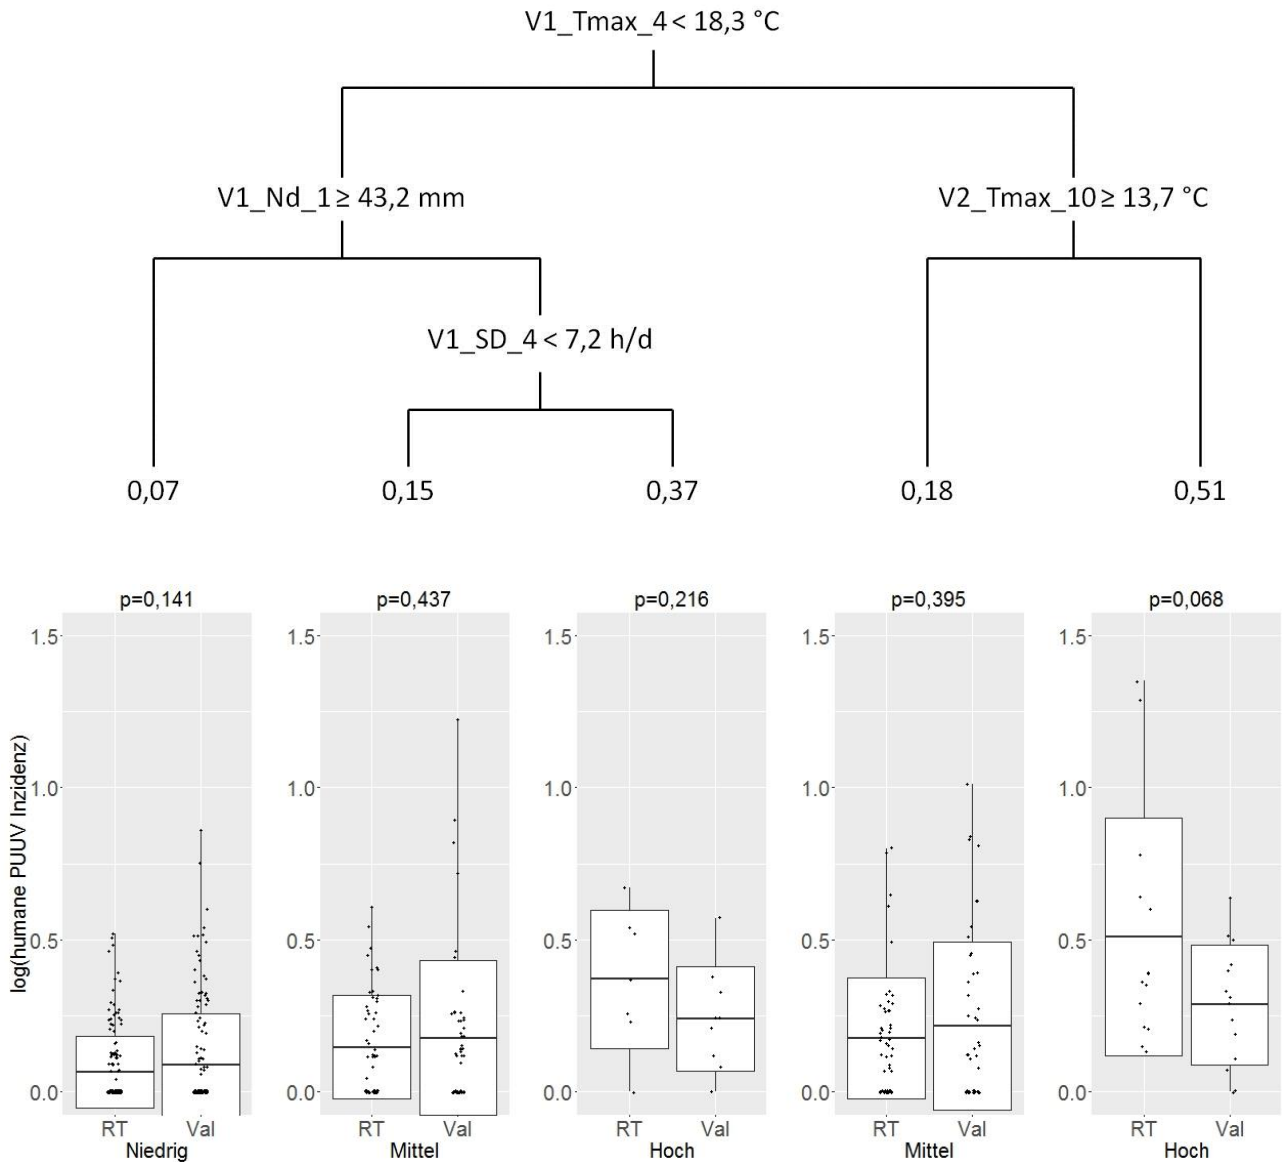 V1_Tmax_4 < 18,3 °C
V1_Nd_1 ≥ 43,2 mm
V2_Tmax_10 ≥ 13,7 °C
V1_SD_4 < 7,2 h/d
0,07
0,15
0,37
0,18
0,51
log(humane PUUV Inzidenz)
p=0,141
1.5
1.0
0.5
0.0
RT
Val
Niedrig
p=0,437
1.5
1.0
0.5
0.0
RT
Val
Mittel
p=0,216
1.5
1.0
0.5
0.0
RT
Val
Hoch
p=0,395
1.5
1.0
0.5
0.0
RT
Val
Mittel
p=0,068
1.5
1.0
0.5
0.0
RT
Val
Hoch